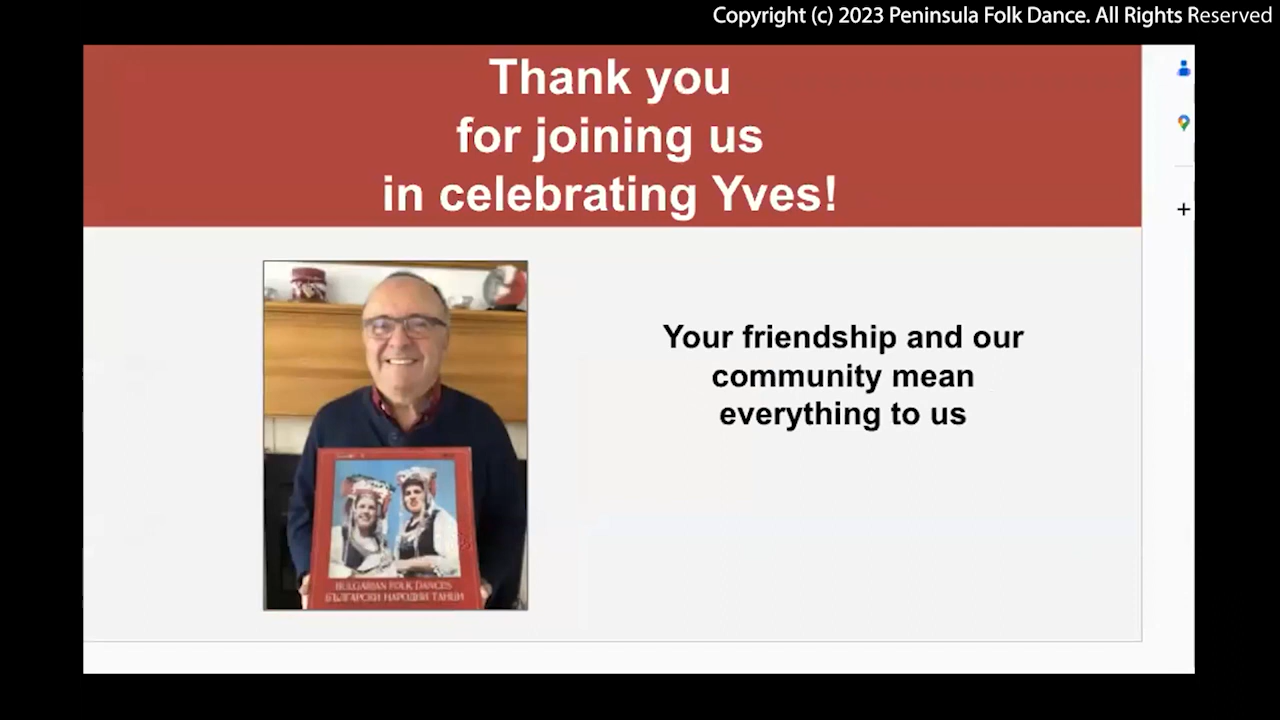 Copyright (c) 2023 Peninsula Folk Dance. All Rights Reserved
Thank you
for joining us
in celebrating Yves!
Your friendship and our
community mean
everything to us
BULGARIAN FOLK DANCES
БЪЛГАРСКИ НАРОДНИ ТАНЦИ